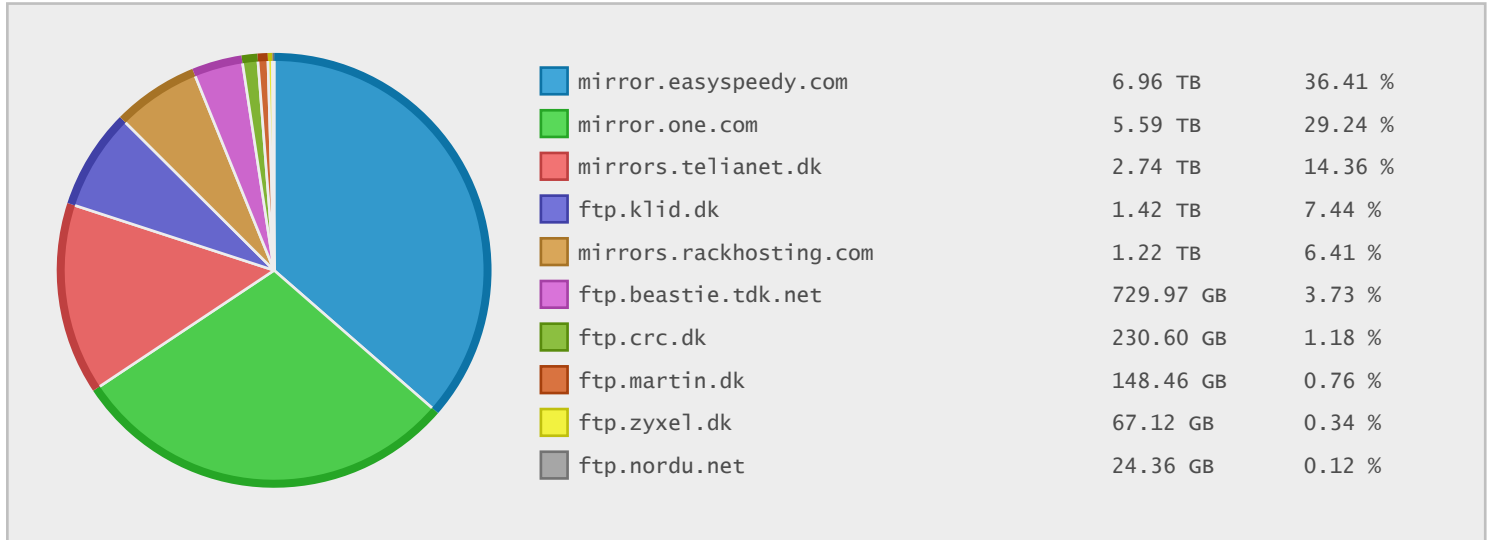 mirror.easyspeedy.com 6.96 TB 36.41 %
mirror.one.com 5.59 TB 29.24 %
mirrors.telianet.dk 2.74 TB 14.36 %
ftp.klid.dk 1.42 TB 7.44 %
mirrors.rackhosting.com 1.22 TB 6.41 %
ftp.beastie.tdk.net 729.97 GB 3.73 %
ftp.crc.dk 230.60 GB 1.18 %
ftp.martin.dk 148.46 GB 0.76 %
ftp.zyxel.dk 67.12 GB 0.34 %
ftp.nordu.net 24.36 GB 0.12 %